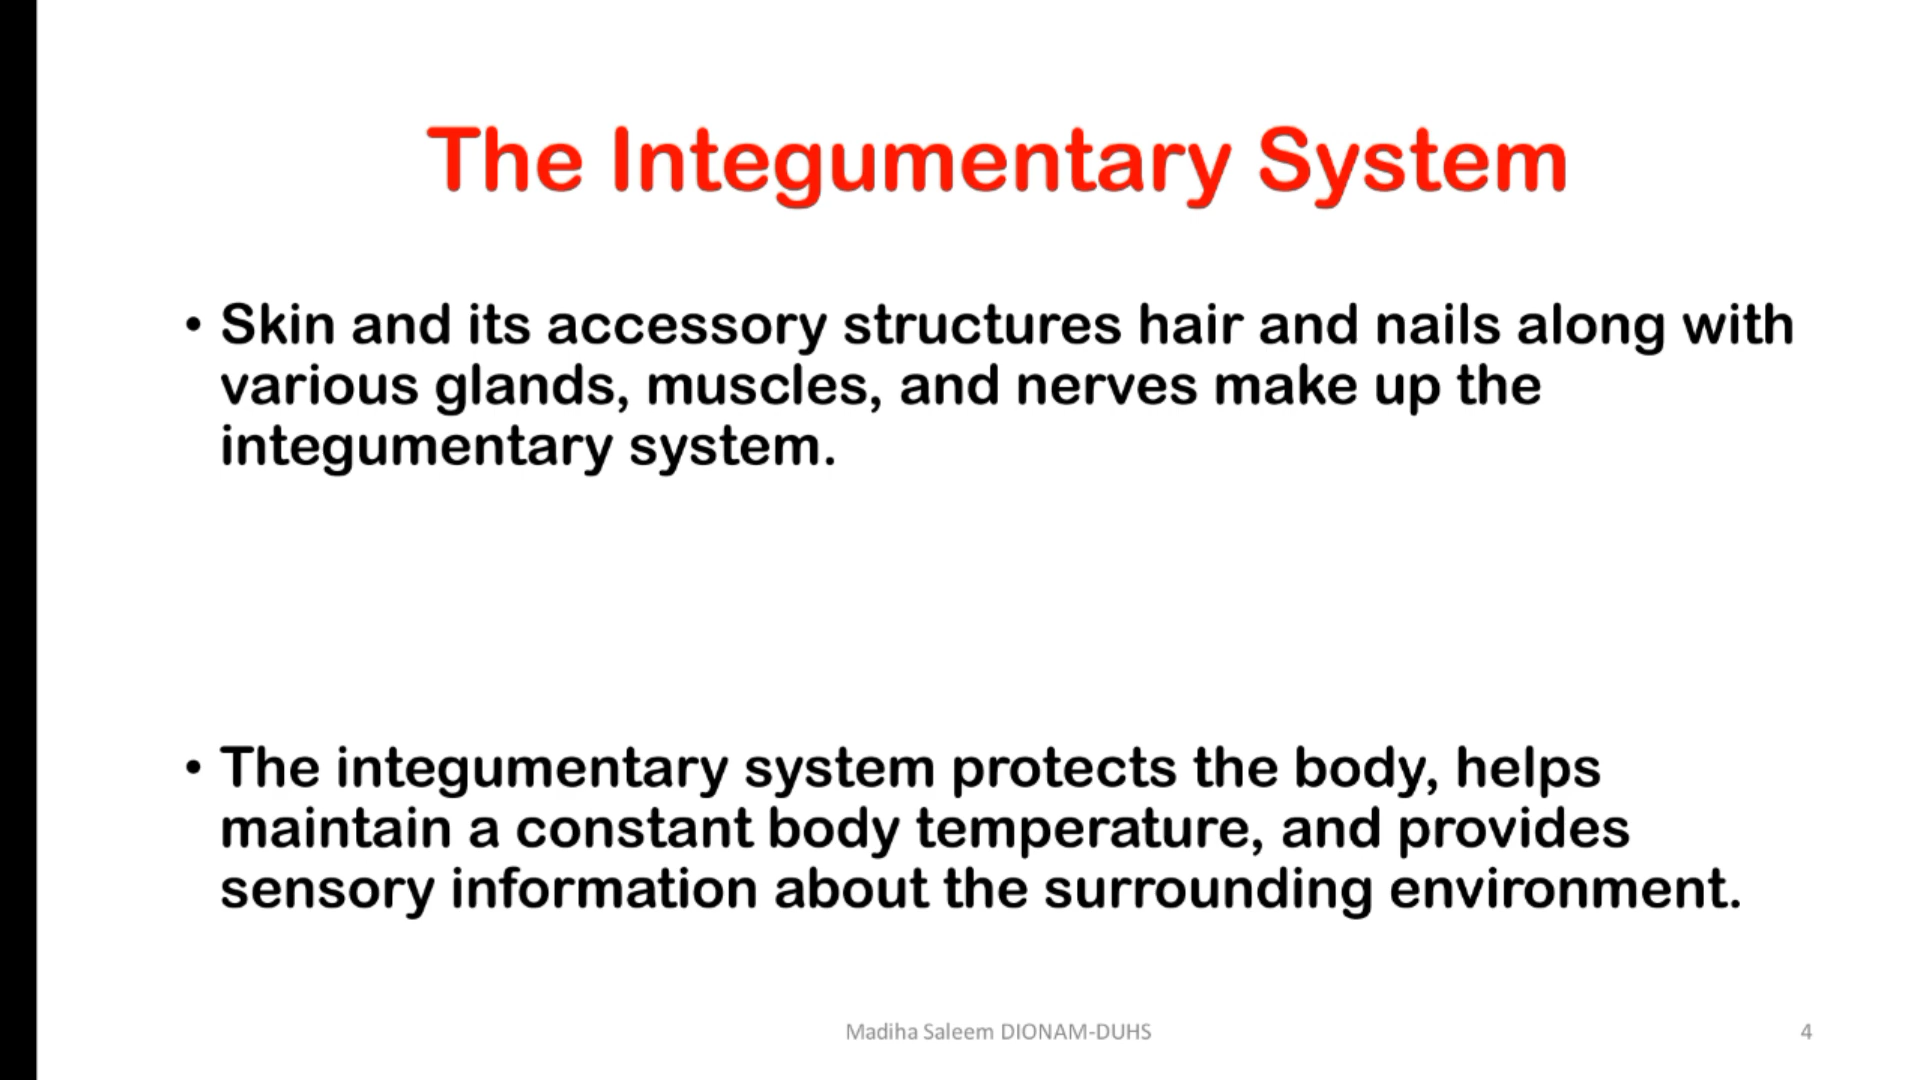 The Integumentary System
• Skin and its accessory structures hair and nails along with
various glands, muscles, and nerves make up the
integumentary system.
• The integumentary system protects the body, helps
maintain a constant body temperature, and provides
sensory information about the surrounding environment.
Madiha Saleem DIONAM-DUHS
4